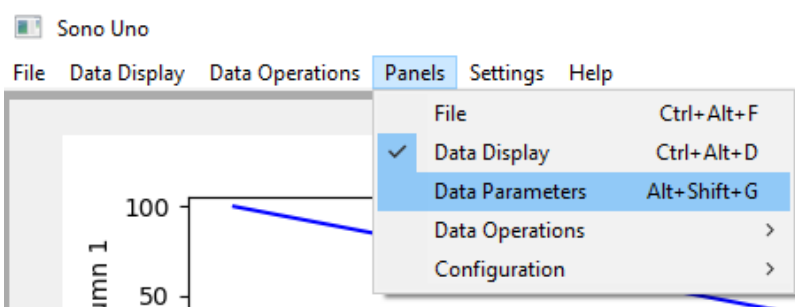 Sono Uno
File Data Display Data Operations Panels Settings Help
File Ctrl+Alt+F
Data Display Ctrl+Alt+D
Data Parameters Alt+Shift+G
Data Operations
Configuration
100
50